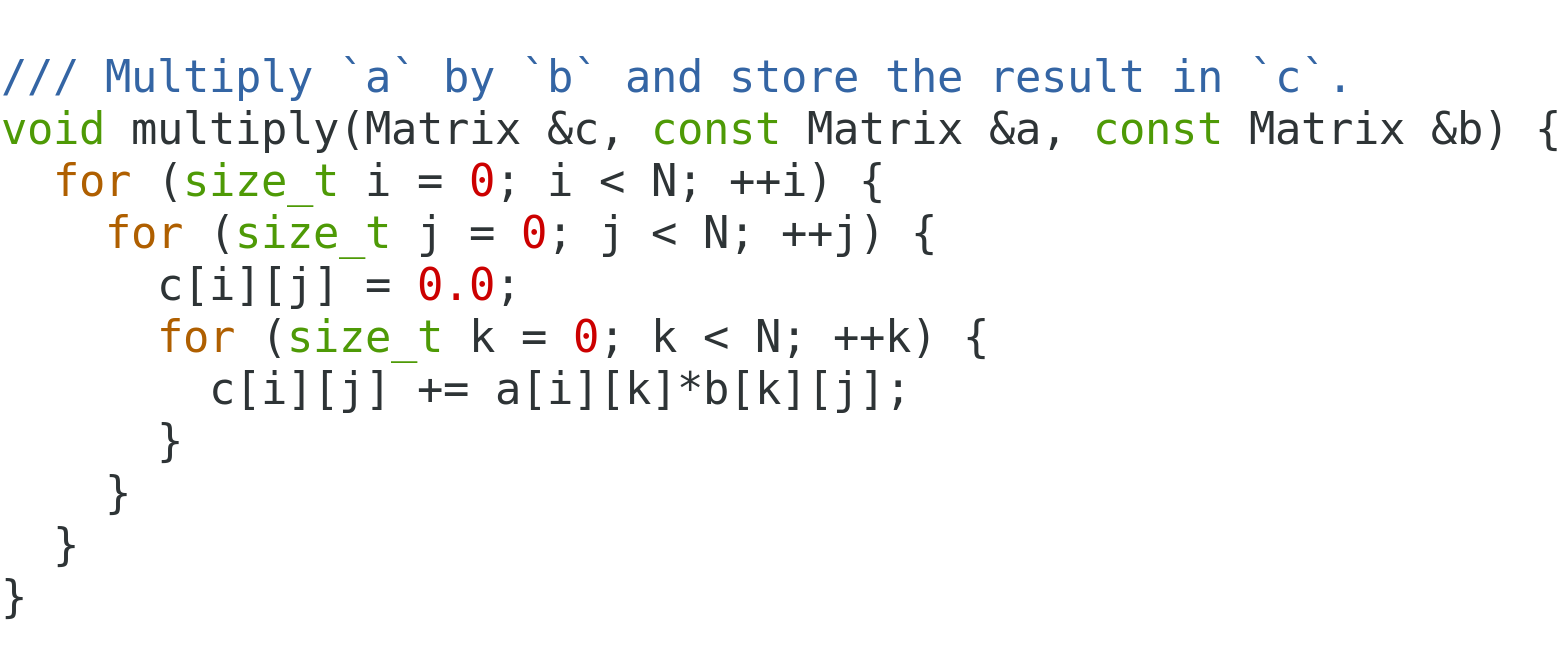 /// Multiply `a` by `b` and store the result in `c`.
void multiply(Matrix &c, const Matrix &a, const Matrix &b) {
  for (size_t i = 0; i < N; ++i) {
    for (size_t j = 0; j < N; ++j) {
      c[i][j] = 0.0;
      for (size_t k = 0; k < N; ++k) {
        c[i][j] += a[i][k]*b[k][j];
      }
    }
  }
}